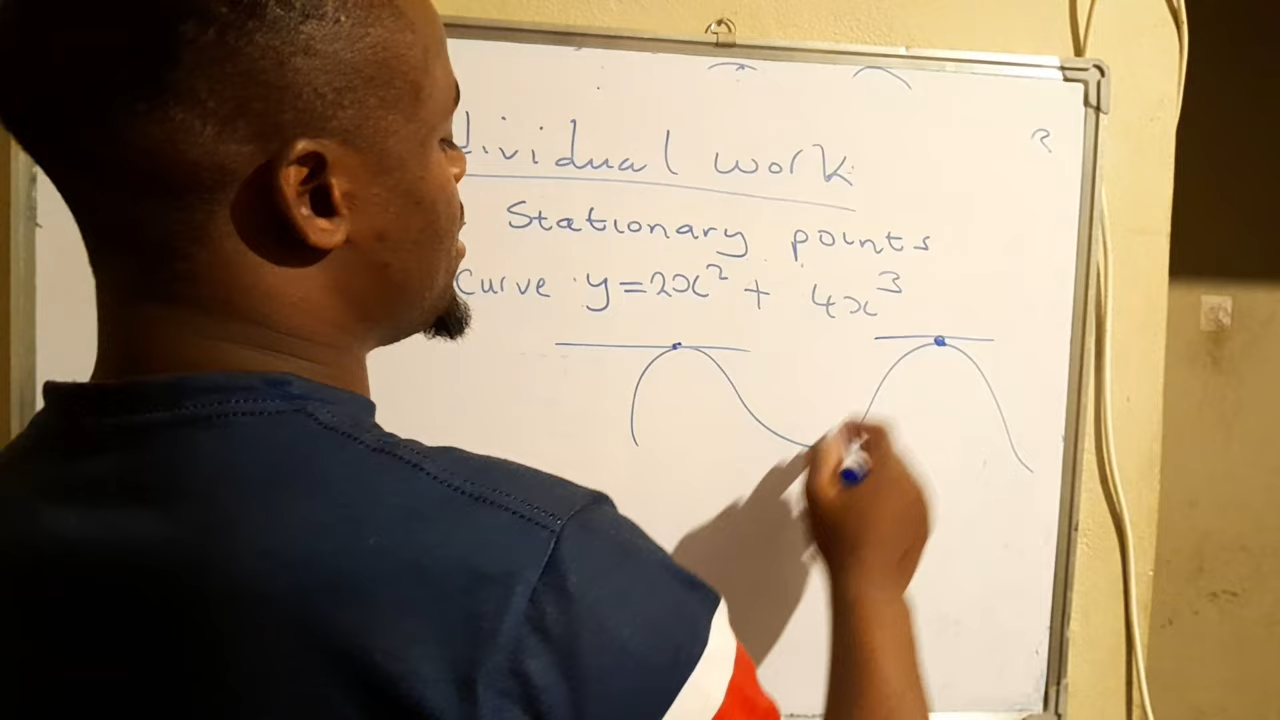 dividual work
Stationary points
Curve y=2x² + 4x³